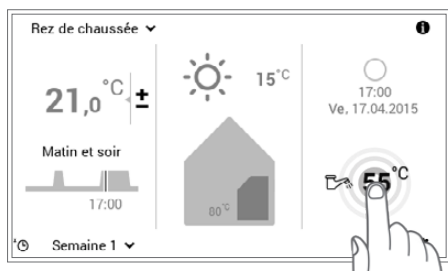 Rez de chaussée
21,0 °C ±
15°C
17:00
Ve, 17.04.2015
Matin et soir
17:00
80 °C
55 °C
Semaine 1